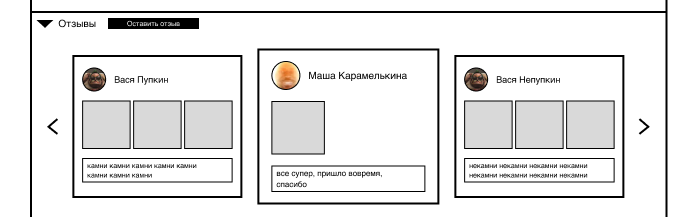 Отзывы
Оставить отзыв
Вася Пупкин
камни камни камни камни камни
камни камни камни
Маша Карамелькина
все супер, пришло вовремя,
спасибо
Вася Непупкин
некамни некамни некамни некамни
некамни некамни некамни некамни